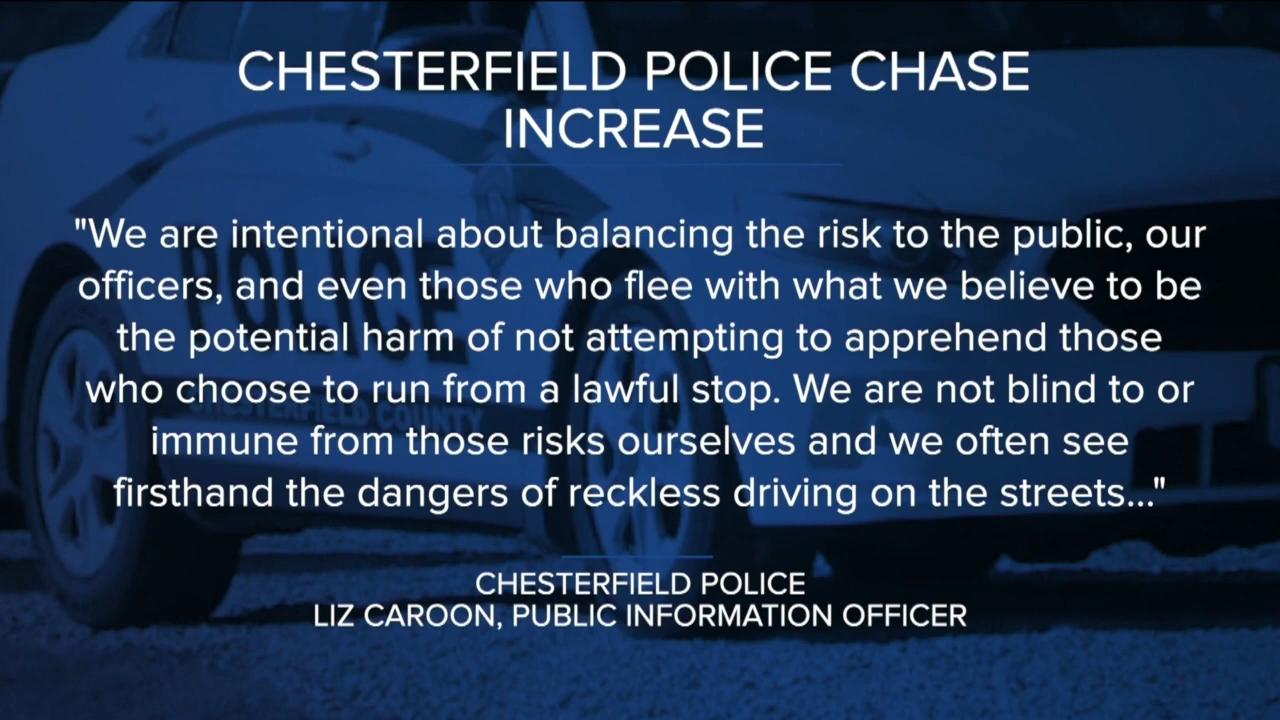 CHESTERFIELD POLICE CHASE
INCREASE
"We are intentional about balancing the risk to the public, our
officers, and even those who flee with what we believe to be
the potential harm of not attempting to apprehend those
who choose to run from a lawful stop. We are not blind to or
immune from those risks ourselves and we often see
firsthand the dangers of reckless driving on the streets..."
CHESTERFIELD POLICE
LIZ CAROON, PUBLIC INFORMATION OFFICER
POLICE
CHESTERFIELD COUNTY